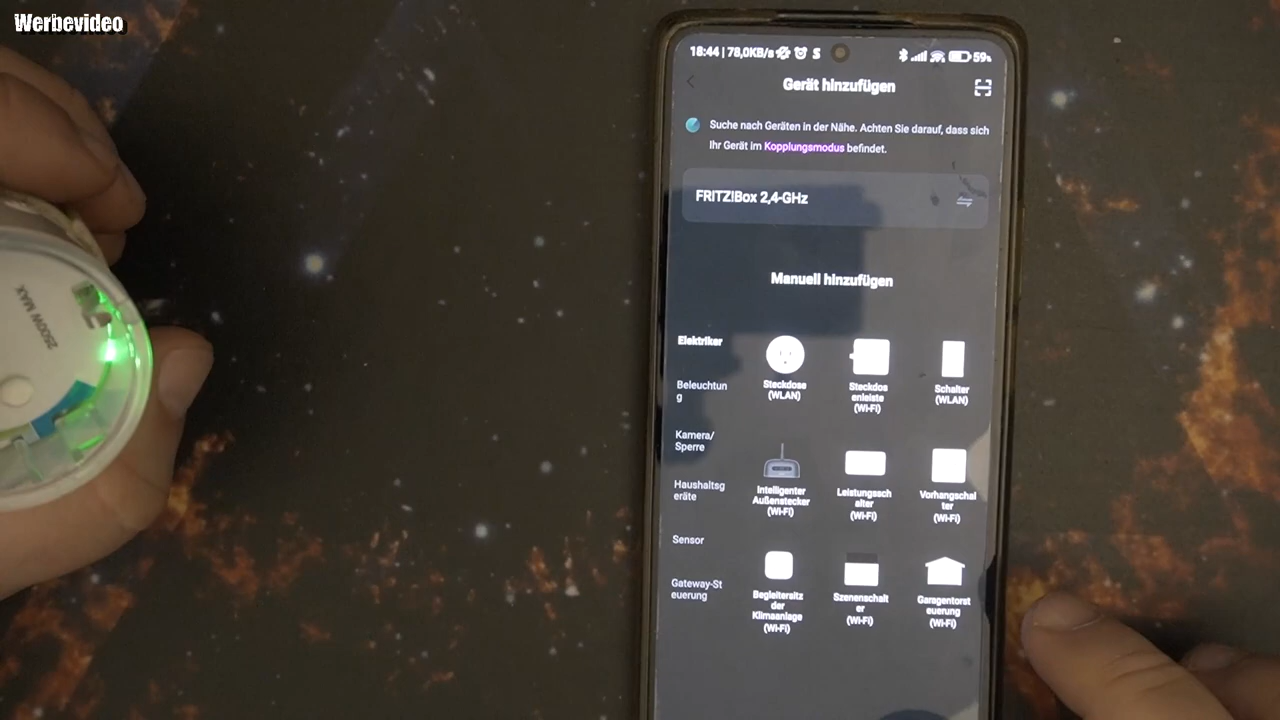 Werbevideo
18:44 | 78,0KB/s
59%
Gerät hinzufügen
Suche nach Geräten in der Nähe. Achten Sie darauf, dass sich
Ihr Gerät im Kopplungsmodus befindet.
FRITZ!Box 2,4-GHz
Manuell hinzufügen
Elektriker
Beleuchtun
g
Kamera/
Sperre
Haushaltsg
eräte
Sensor
Gateway-St
euerung
Steckdose
(WLAN)
Steckdos
enleiste
(Wi-Fi)
Schalter
(WLAN)
Intelligenter
Außenstecker
(Wi-Fi)
Leistungssch
alter
(Wi-Fi)
Vorhangschal
ter
(Wi-Fi)
Begleitersitz
der
Klimaanlage
(Wi-Fi)
Szenenschalt
er
(Wi-Fi)
Garagentorst
euerung
(Wi-Fi)
2500W MAX